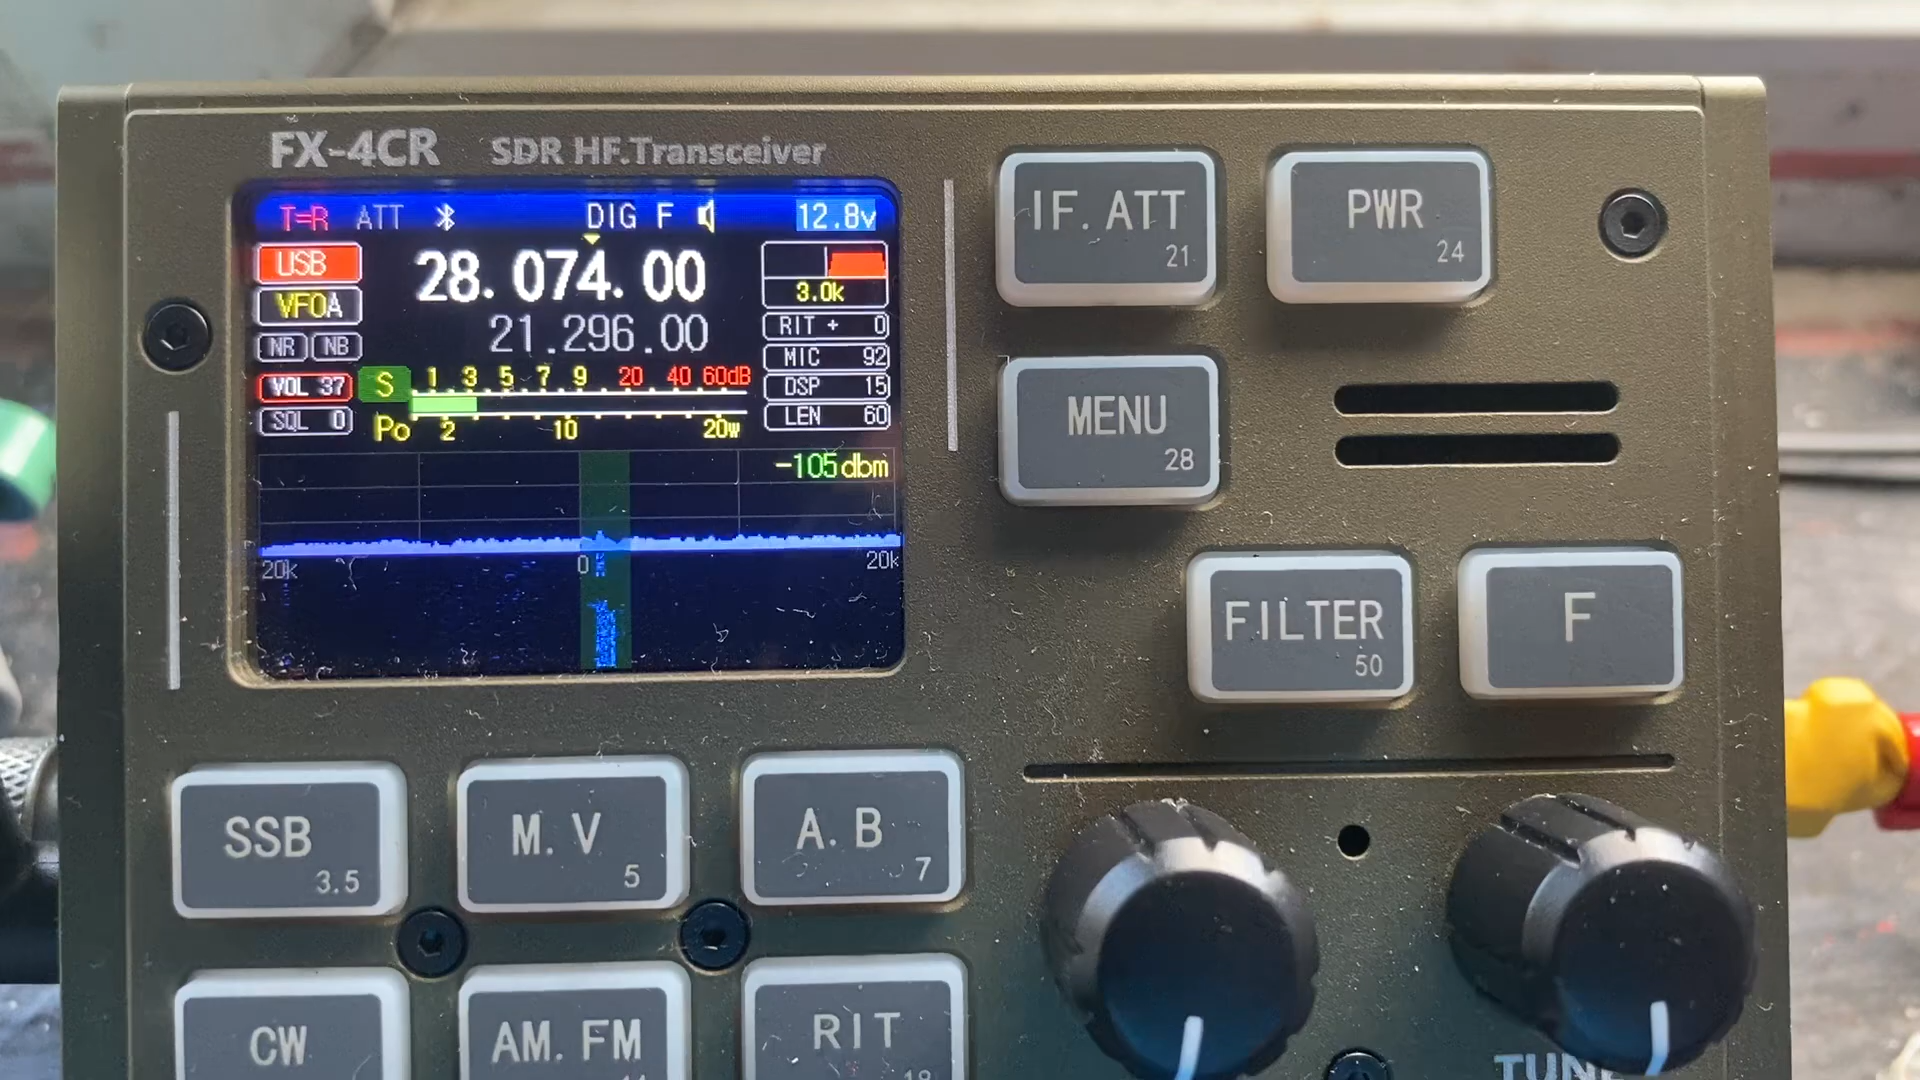 FX-4CR SDR HF.Transceiver
T=R ATT DIG F 12.8v
USB 28.074.00 3.0k
VFOA 21.296.00 RIT + 0
NR NB MIC 92
VOL 37 S 1 3 5 7 9 20 40 60dB DSP 15
SQL 0 Po 2 10 20w LEN 60
-105dbm
20k 0 20k
IF.ATT PWR
21 24
MENU
28
FILTER F
50
SSB M.V A.B
3.5 5 7
CW AM.FM RIT
18
TUNE